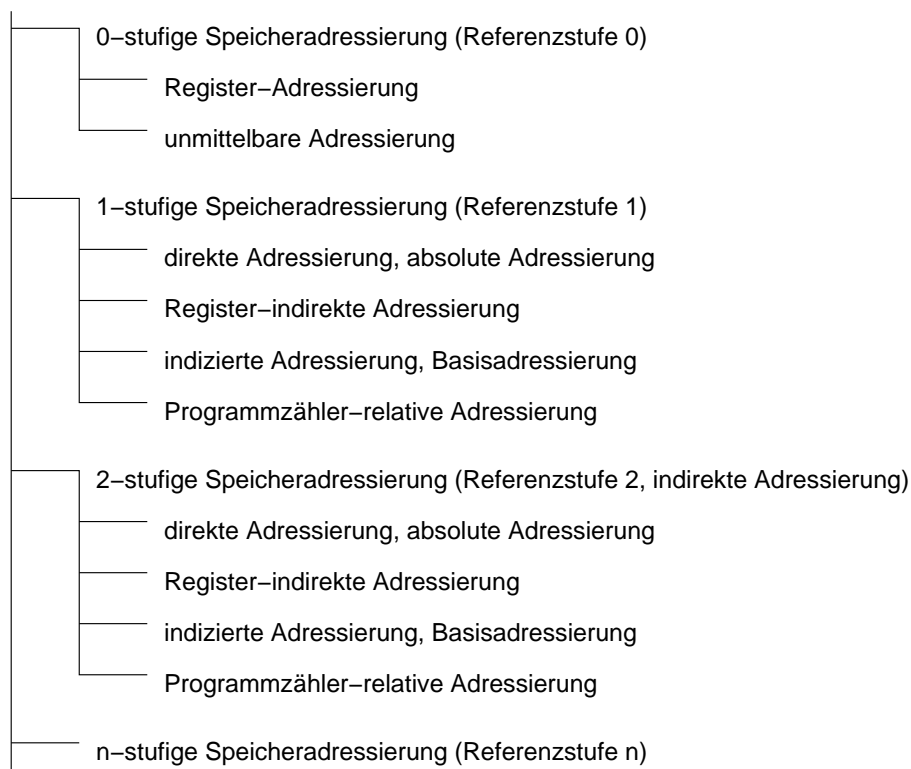 0−stufige Speicheradressierung (Referenzstufe 0)
Register−Adressierung
unmittelbare Adressierung
1−stufige Speicheradressierung (Referenzstufe 1)
direkte Adressierung, absolute Adressierung
Register−indirekte Adressierung
indizierte Adressierung, Basisadressierung
Programmzähler−relative Adressierung
2−stufige Speicheradressierung (Referenzstufe 2, indirekte Adressierung)
direkte Adressierung, absolute Adressierung
Register−indirekte Adressierung
indizierte Adressierung, Basisadressierung
Programmzähler−relative Adressierung
n−stufige Speicheradressierung (Referenzstufe n)